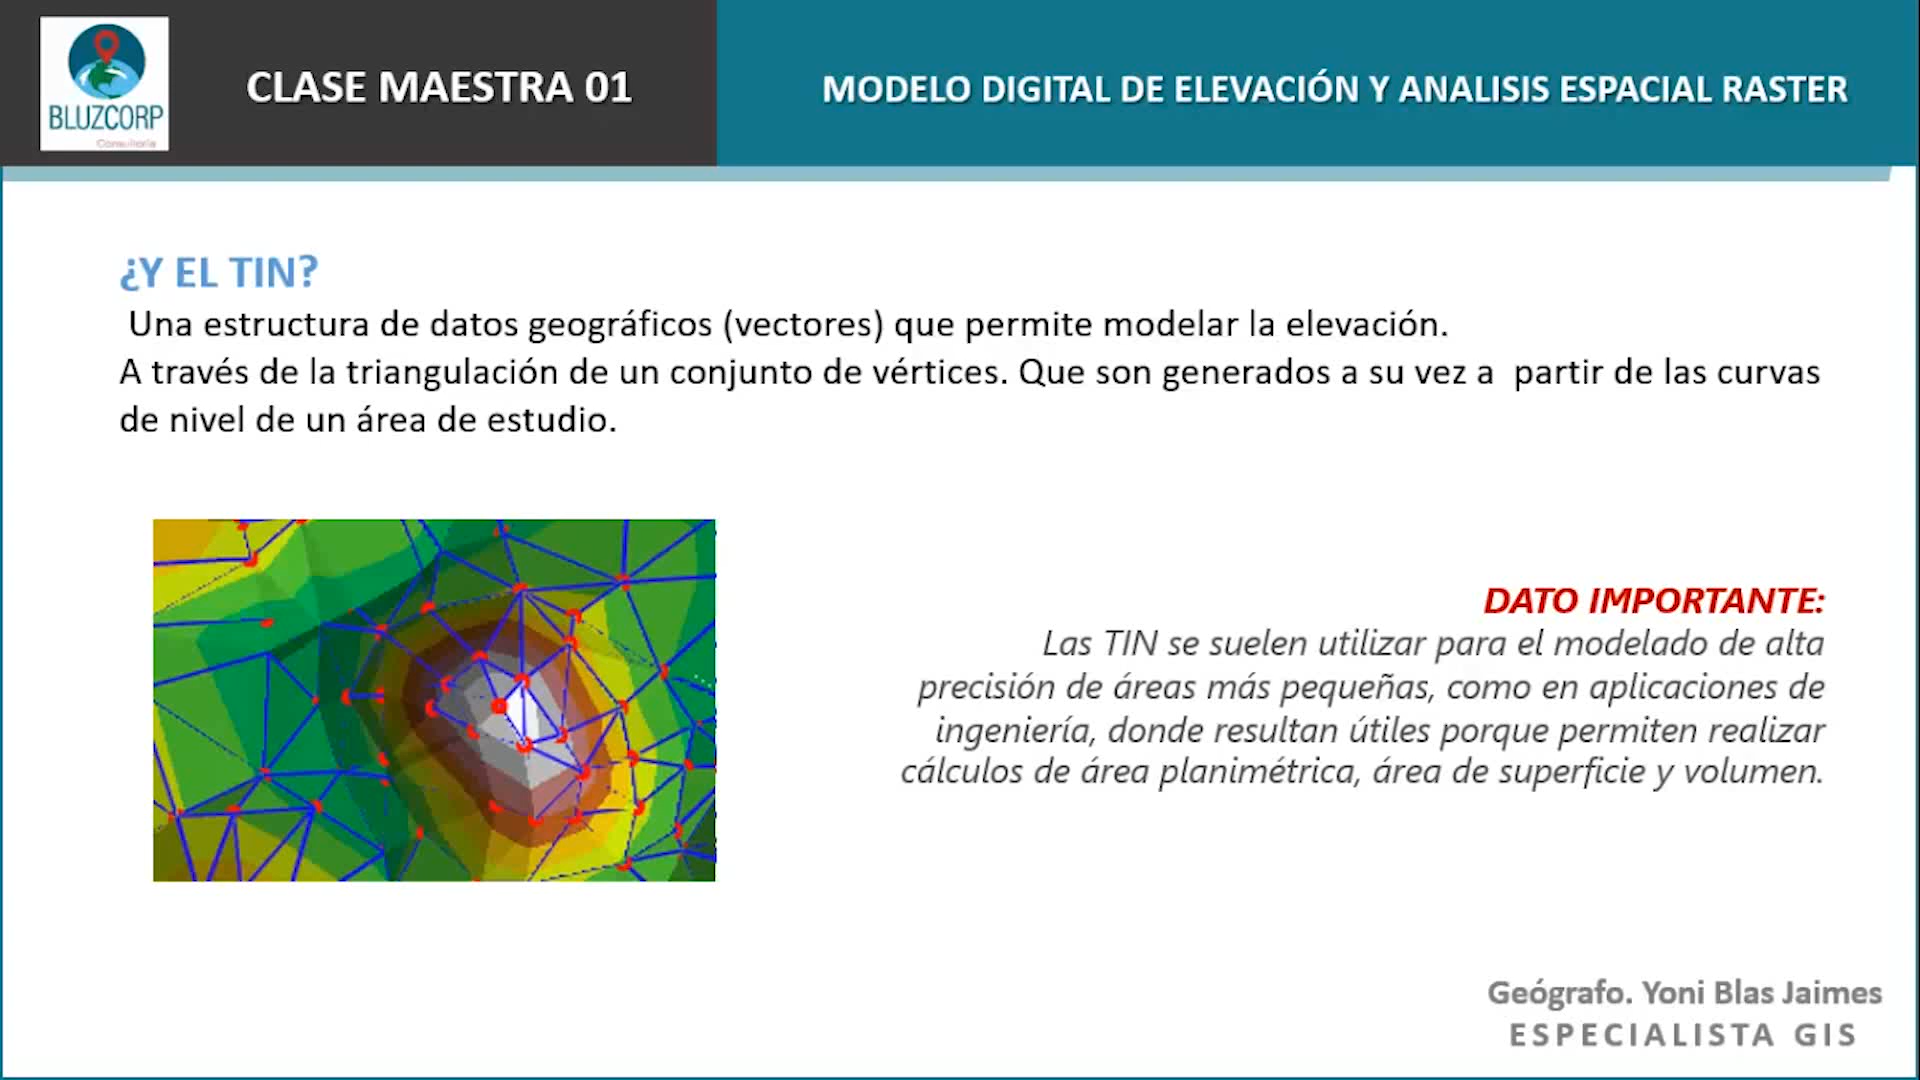 BLUZCORP
Consultoria
CLASE MAESTRA 01
MODELO DIGITAL DE ELEVACIÓN Y ANALISIS ESPACIAL RASTER
¿Y EL TIN?
Una estructura de datos geográficos (vectores) que permite modelar la elevación.
A través de la triangulación de un conjunto de vértices. Que son generados a su vez a partir de las curvas
de nivel de un área de estudio.
DATO IMPORTANTE:
Las TIN se suelen utilizar para el modelado de alta
precisión de áreas más pequeñas, como en aplicaciones de
ingeniería, donde resultan útiles porque permiten realizar
cálculos de área planimétrica, área de superficie y volumen.
Geógrafo. Yoni Blas Jaimes
ESPECIALISTA GIS